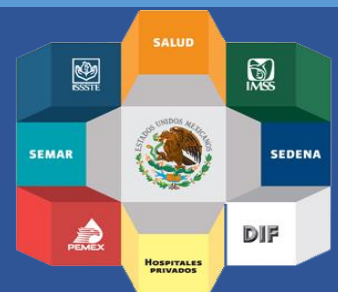 SALUD
ISSSTE
IMSS
ESTADOS UNIDOS MEXICANOS
SEMAR
SEDENA
PEMEX
DIF
HOSPITALES
PRIVADOS